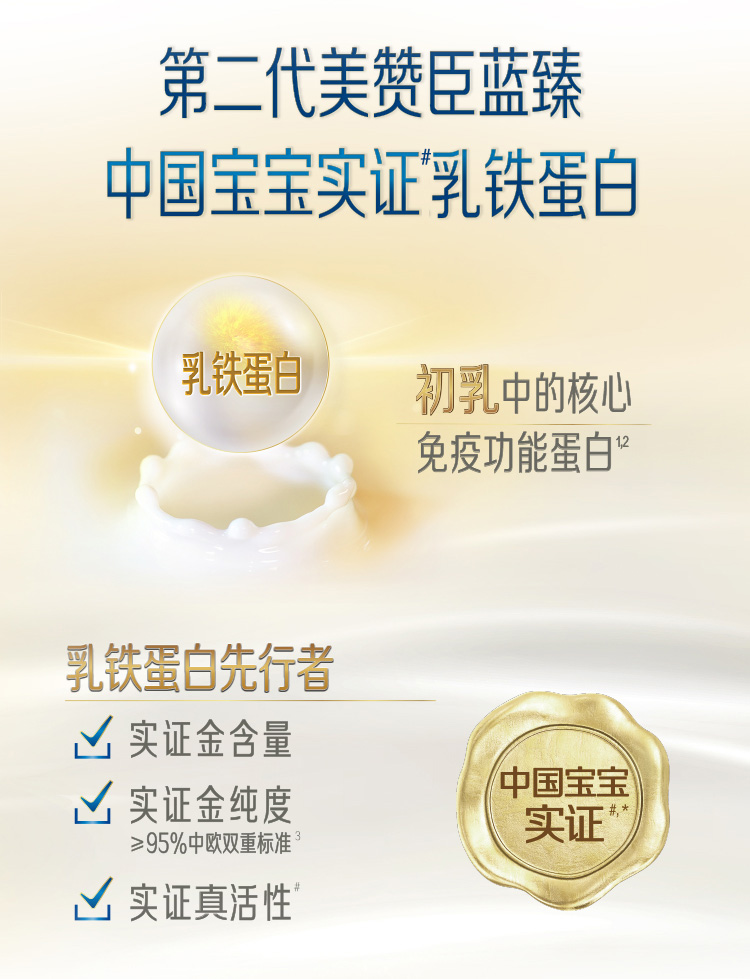 第二代美赞臣蓝臻
中国宝宝实证#乳铁蛋白
乳铁蛋白
初乳中的核心
免疫功能蛋白1,2
乳铁蛋白先行者
实证金含量
实证金纯度
≥95%中欧双重标准3
实证真活性#
中国宝宝
实证#,*